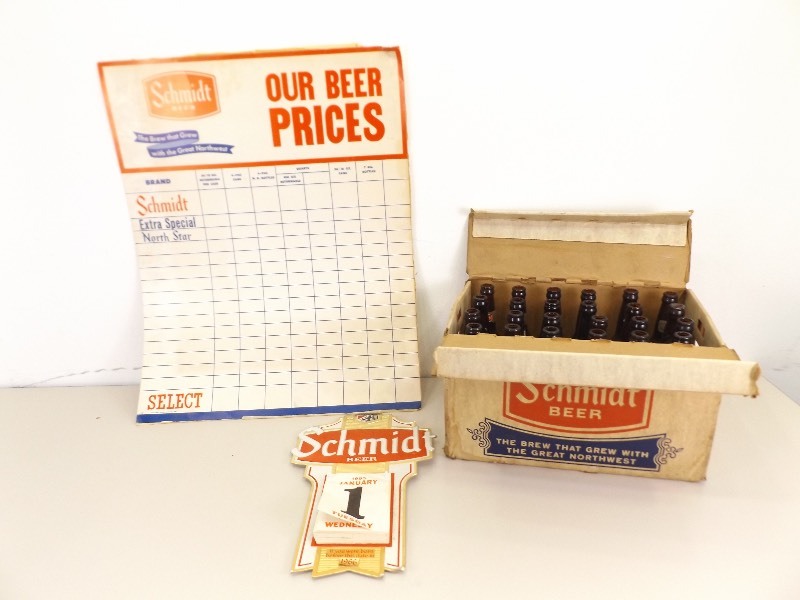 Schmidt
BEER
The Brew that Grew
with the Great Northwest
OUR BEER
PRICES
BRAND
Schmidt
Extra Special
North Star
SELECT
Schmidt
BEER
JANUARY
1
TUESDAY
WEDNESDAY
Schmidt
BEER
THE BREW THAT GREW WITH
THE GREAT NORTHWEST